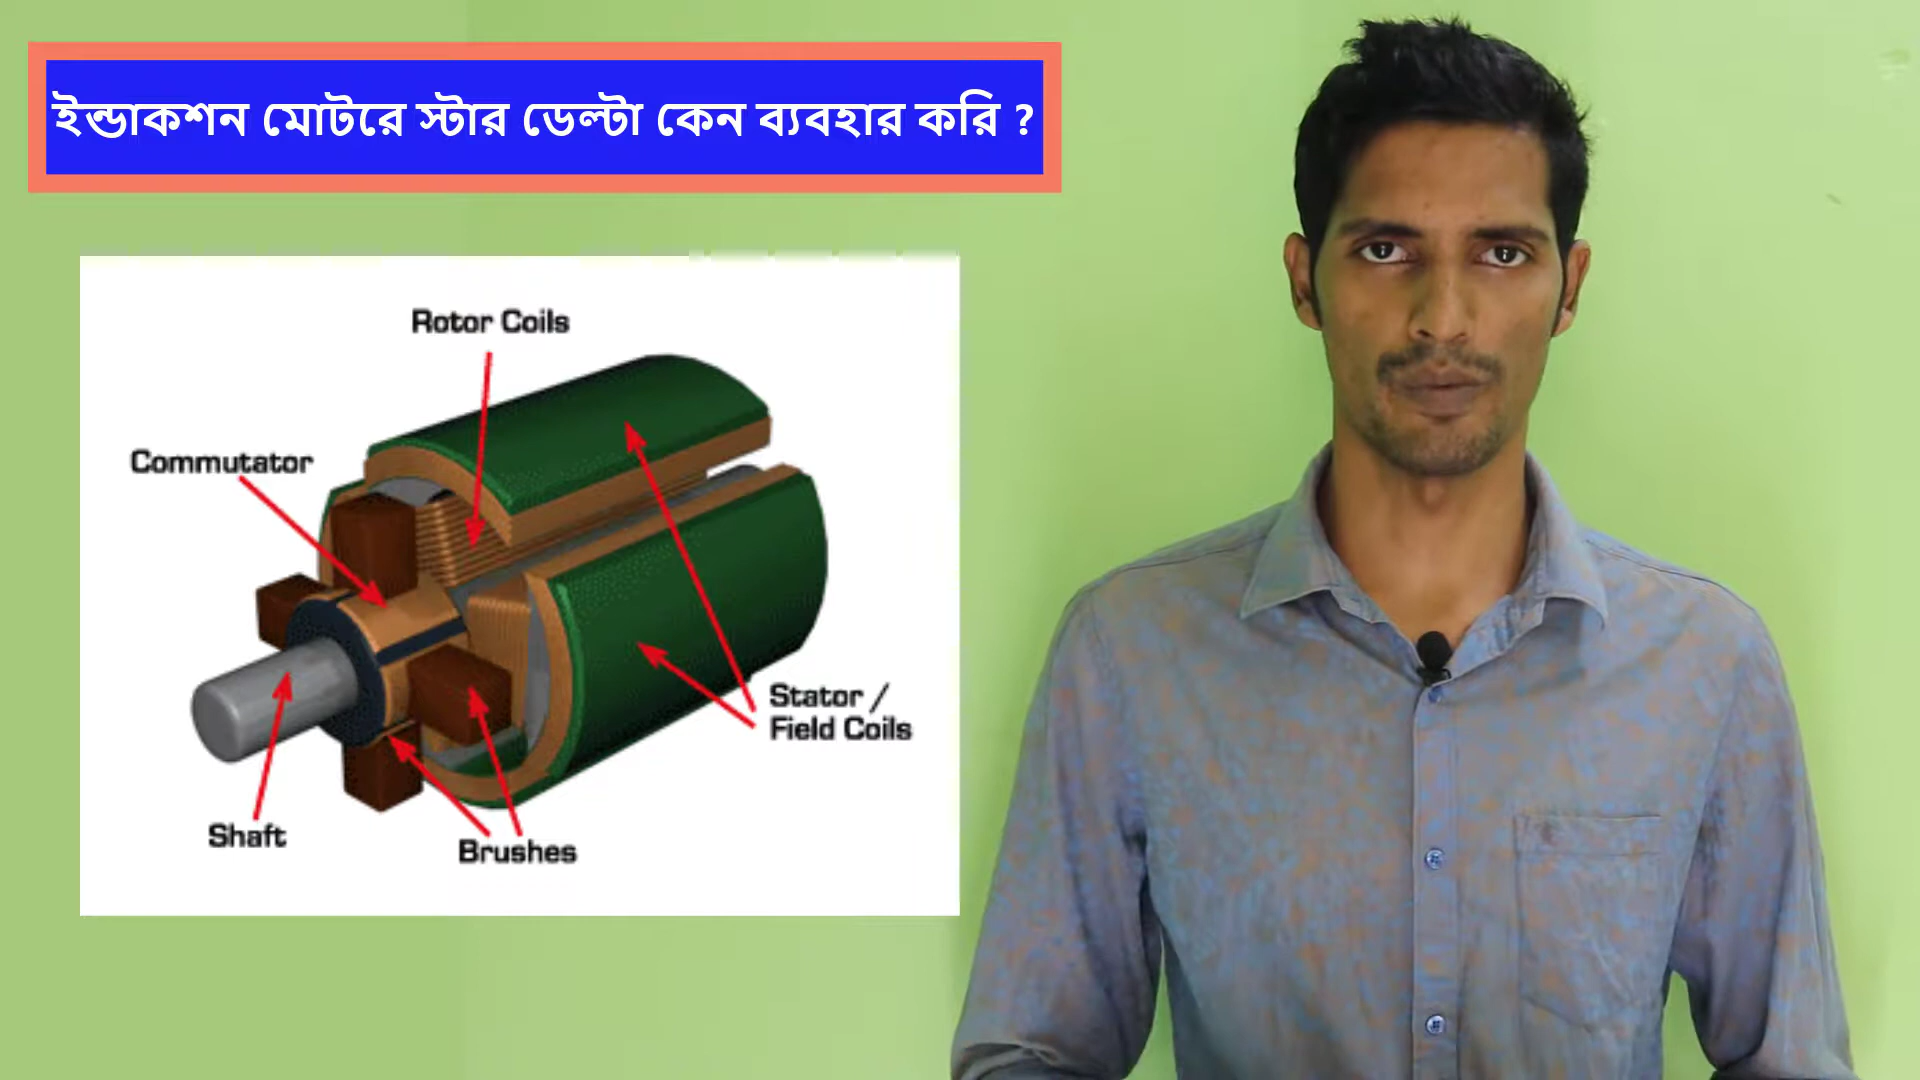 ইন্ডাকশন মোটরে স্টার ডেল্টা কেন ব্যবহার করি ?
Rotor Coils
Commutator
Stator /
Field Coils
Shaft
Brushes